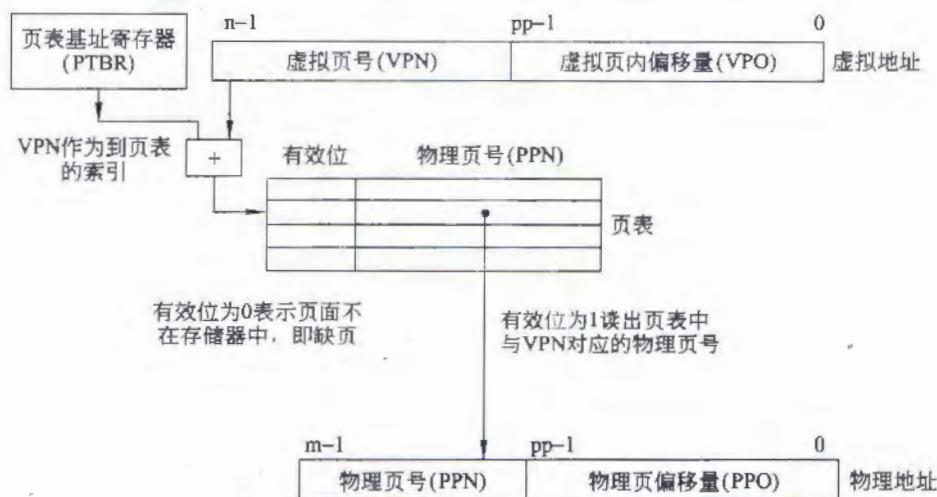 n-1
pp-1
0
页表基址寄存器
(PTBR)
虚拟页号(VPN)
虚拟页内偏移量(VPO)
虚拟地址
VPN作为到页表
的索引
+
有效位
物理页号(PPN)
页表
有效位为0表示页面不
在存储器中，即缺页
有效位为1读出页表中
与VPN对应的物理页号
m-1
pp-1
0
物理页号(PPN)
物理页偏移量(PPO)
物理地址